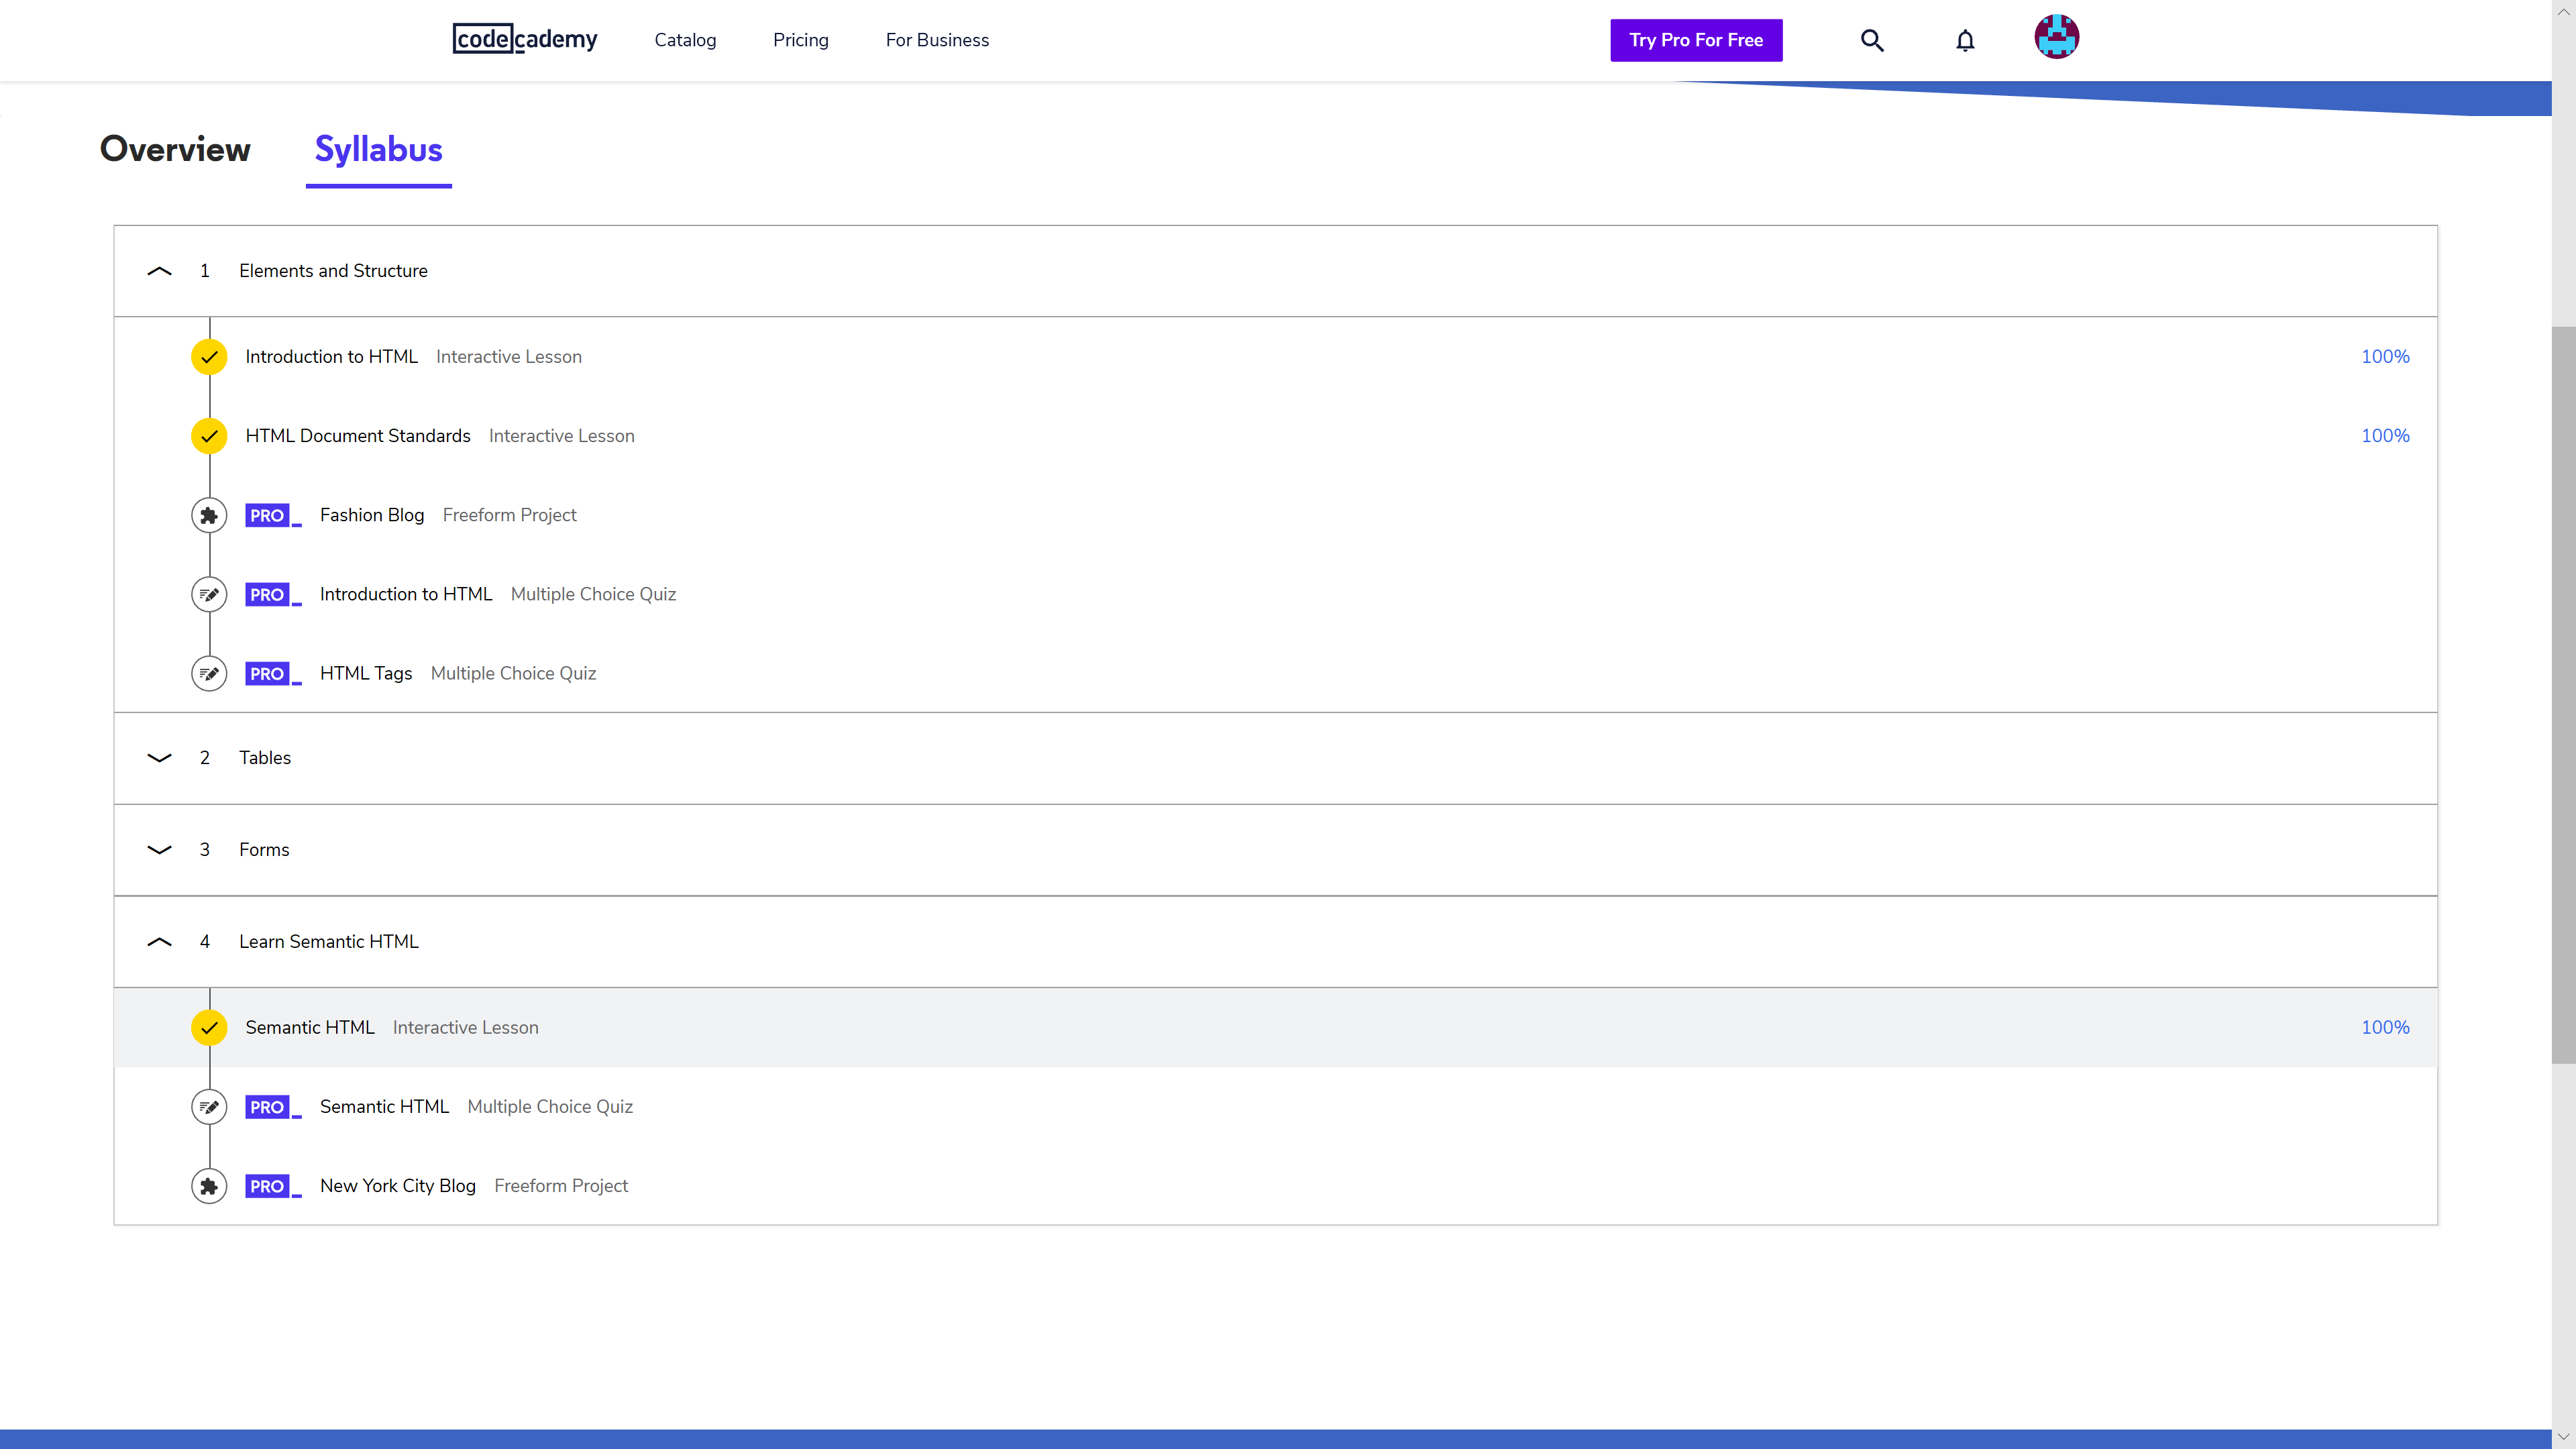 codecademy Catalog Pricing For Business Try Pro For Free
Overview Syllabus
1 Elements and Structure
Introduction to HTML Interactive Lesson 100%
HTML Document Standards Interactive Lesson 100%
PRO Fashion Blog Freeform Project
PRO Introduction to HTML Multiple Choice Quiz
PRO HTML Tags Multiple Choice Quiz
2 Tables
3 Forms
4 Learn Semantic HTML
Semantic HTML Interactive Lesson 100%
PRO Semantic HTML Multiple Choice Quiz
PRO New York City Blog Freeform Project